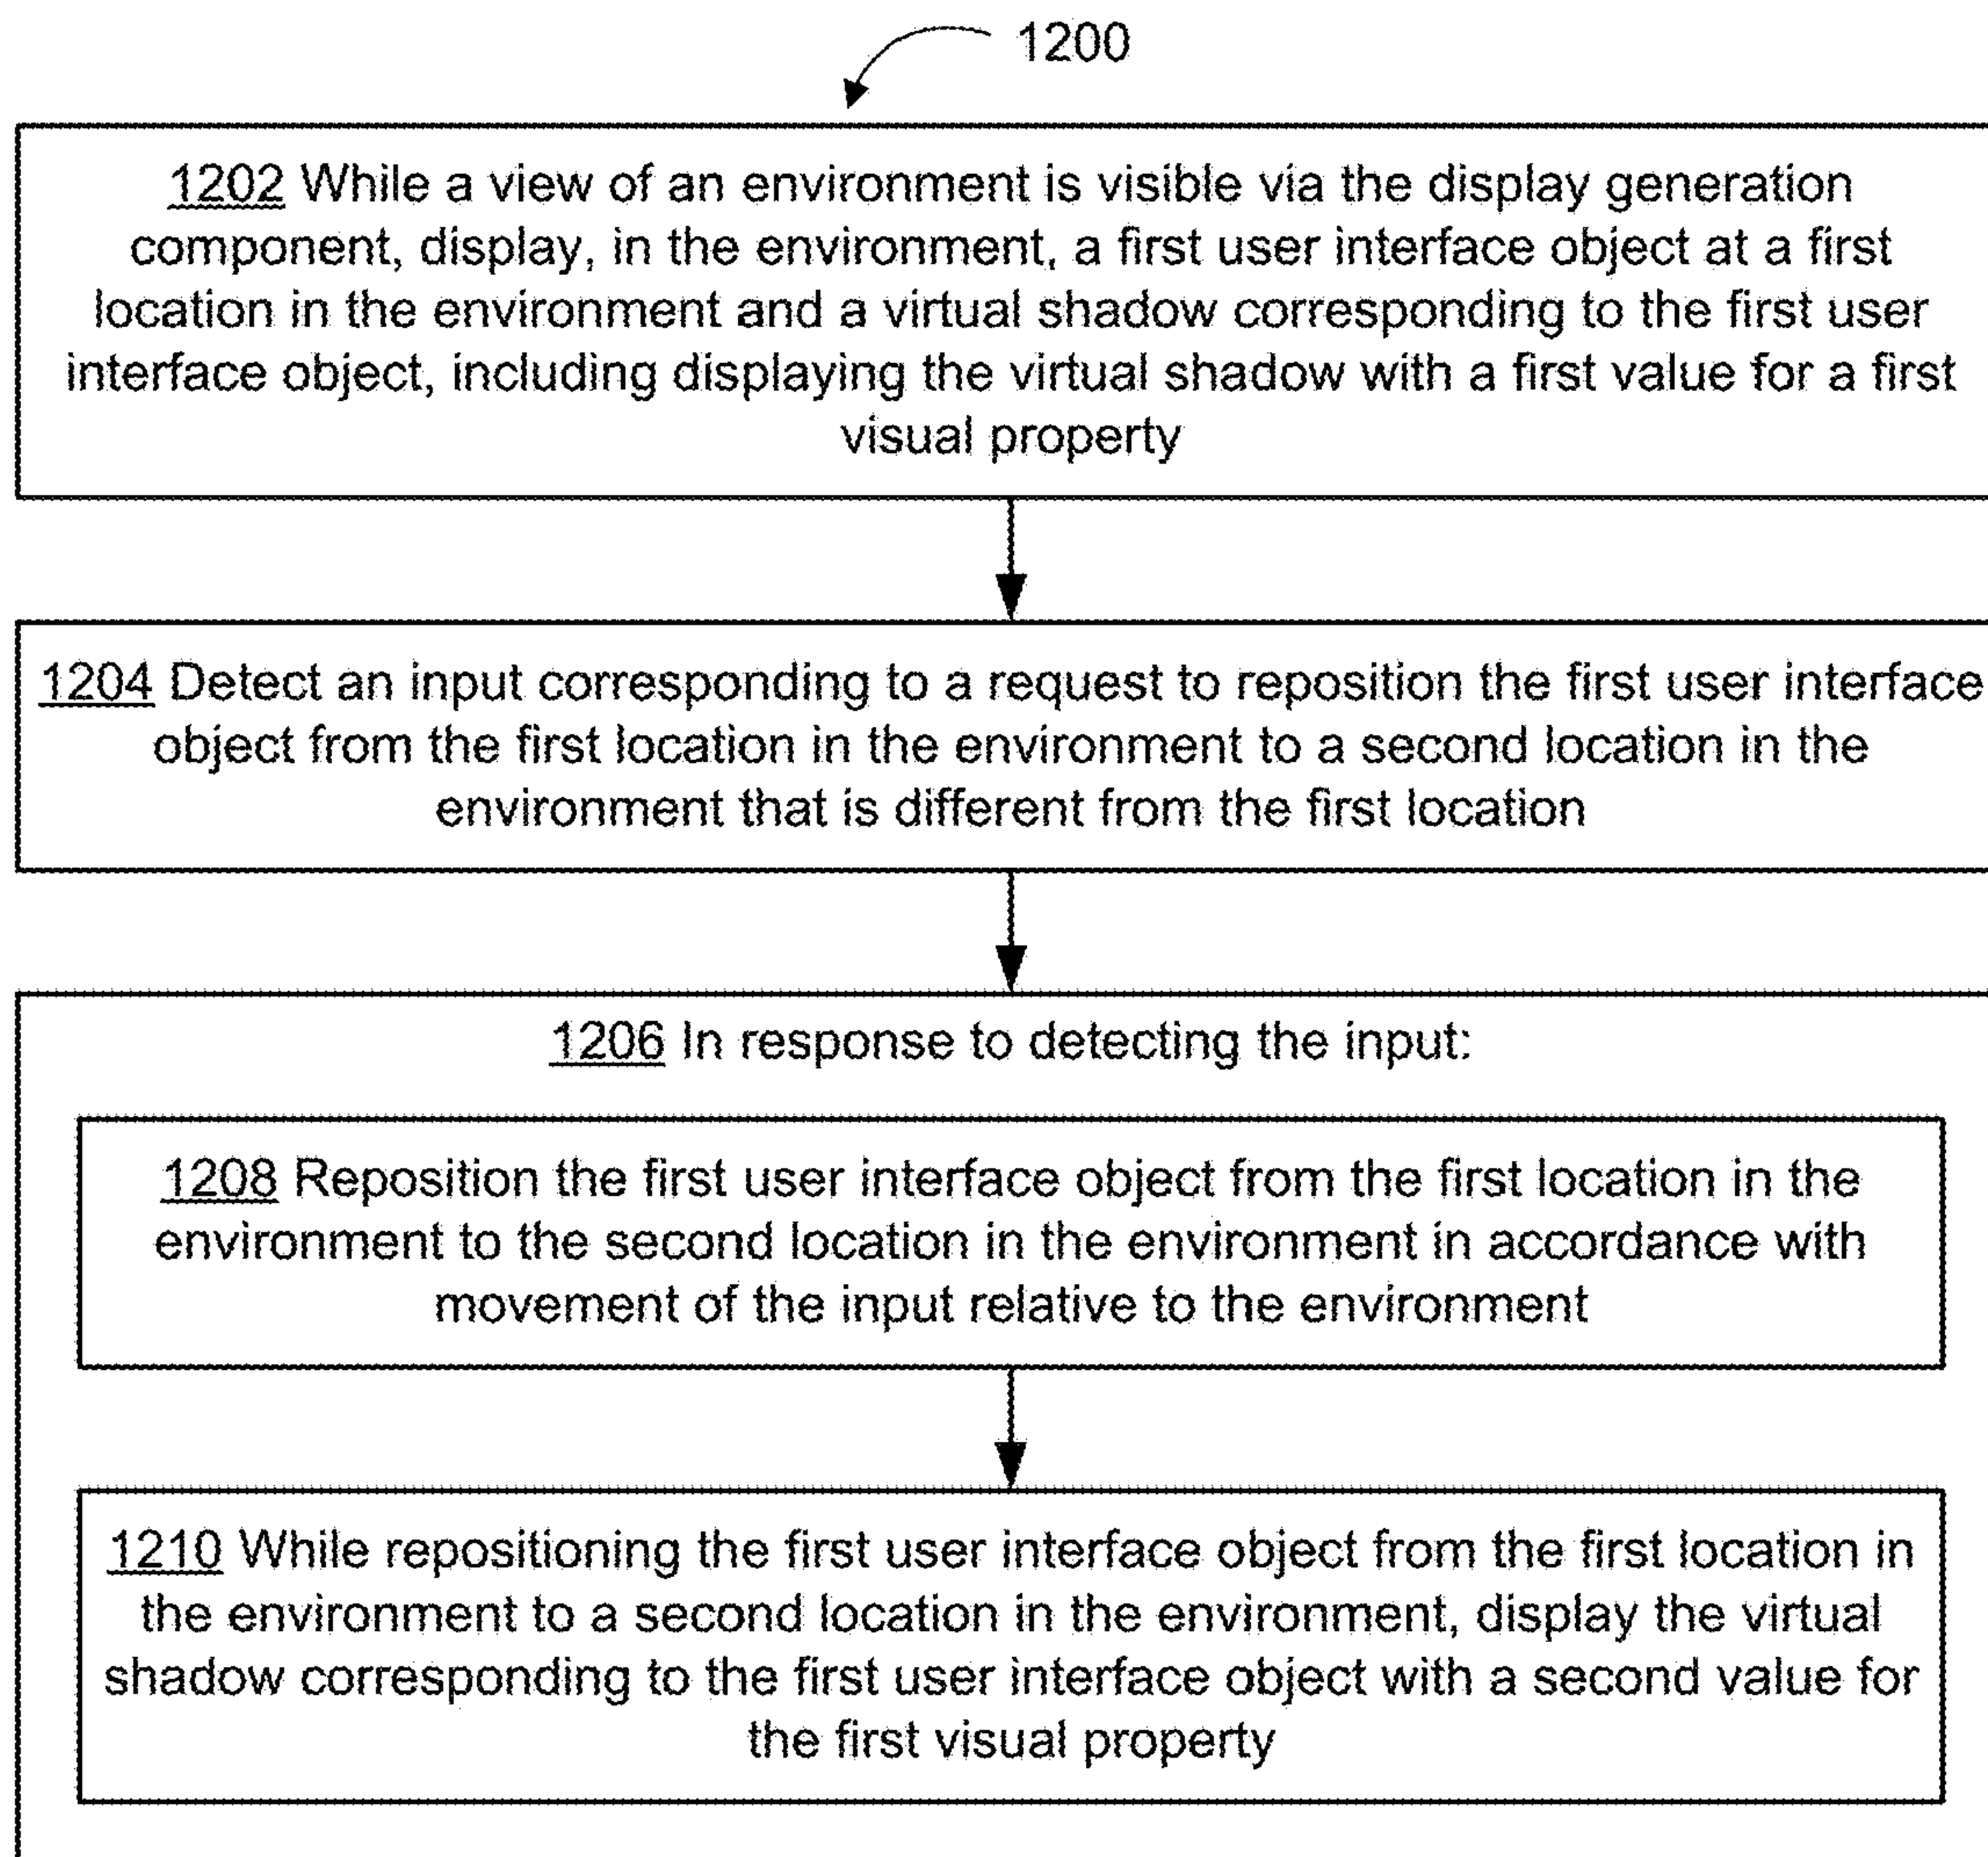 1200
1202 While a view of an environment is visible via the display generation
component, display, in the environment, a first user interface object at a first
location in the environment and a virtual shadow corresponding to the first user
interface object, including displaying the virtual shadow with a first value for a first
visual property
1204 Detect an input corresponding to a request to reposition the first user interface
object from the first location in the environment to a second location in the
environment that is different from the first location
1206 In response to detecting the input:
1208 Reposition the first user interface object from the first location in the
environment to the second location in the environment in accordance with
movement of the input relative to the environment
1210 While repositioning the first user interface object from the first location in
the environment to a second location in the environment, display the virtual
shadow corresponding to the first user interface object with a second value for
the first visual property